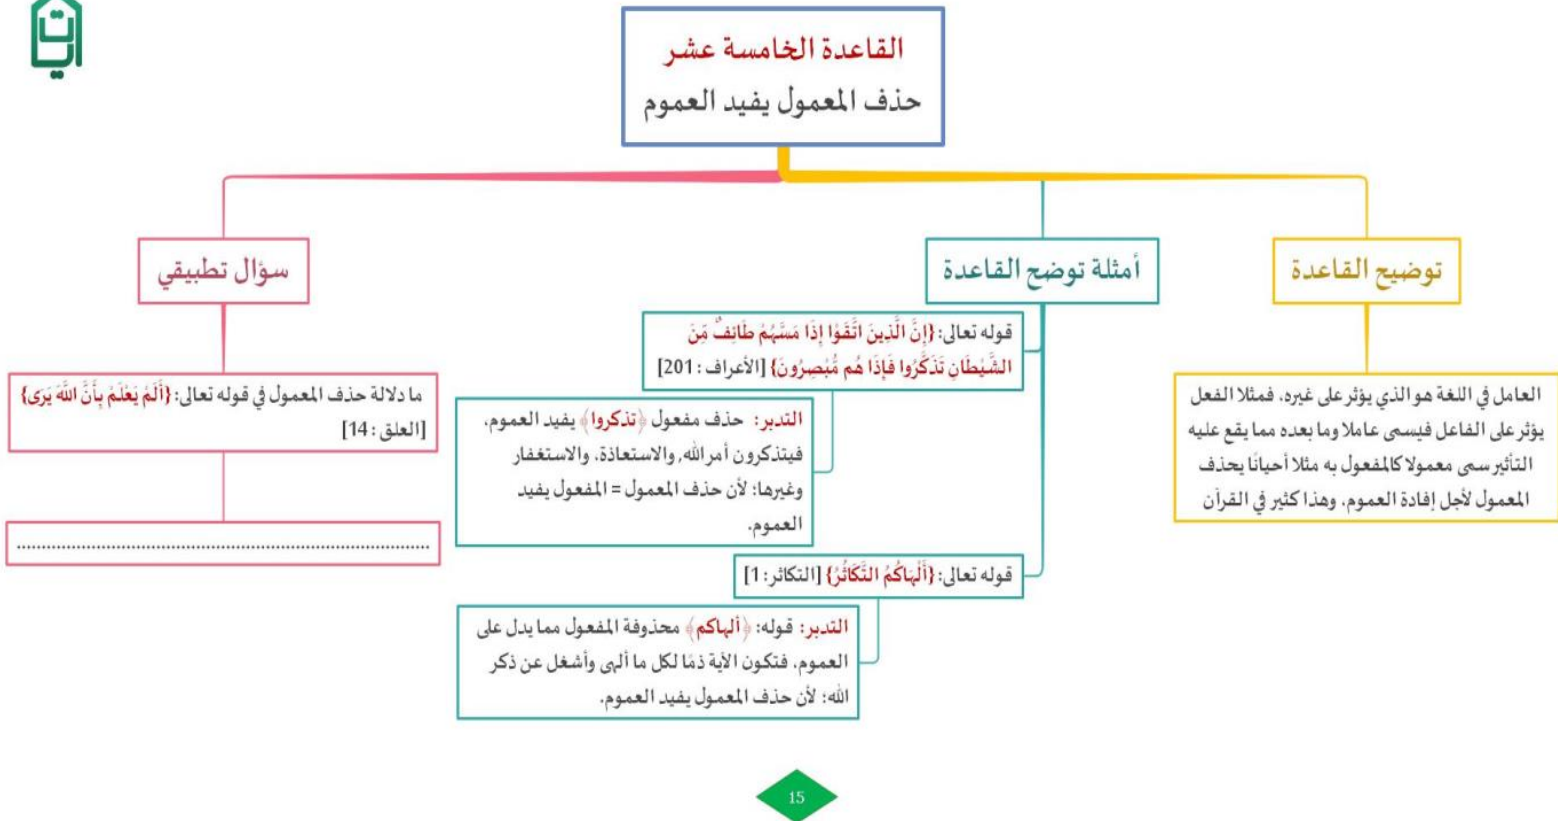 آيات
القاعدة الخامسة عشر
حذف المعمول يفيد العموم
توضيح القاعدة
العامل في اللغة هو الذي يؤثر على غيره، فمثلا الفعل
يؤثر على الفاعل فيسمى عاملا وما بعده مما يقع عليه
التأثير سمى معمولا كالمفعول به مثلا أحيانًا يحذف
المعمول لأجل إفادة العموم، وهذا كثير في القرآن
أمثلة توضح القاعدة
قوله تعالى: {إِنَّ الَّذِينَ اتَّقَوْا إِذَا مَسَّهُمْ طَائِفٌ مِّنَ
الشَّيْطَانِ تَذَكَّرُوا فَإِذَا هُم مُّبْصِرُونَ} [الأعراف : 201]
التدبر: حذف مفعول ﴿تذكروا﴾ يفيد العموم،
فيتذكرون أمر الله, والاستعاذة، والاستغفار
وغيرها؛ لأن حذف المعمول = المفعول يفيد
العموم.
قوله تعالى: {أَلْهَاكُمُ التَّكَاثُرُ} [التكاثر: 1]
التدبر: قوله: ﴿ألهاكم﴾ محذوفة المفعول مما يدل على
العموم، فتكون الآية ذمًا لكل ما ألهى وأشغل عن ذكر
الله؛ لأن حذف المعمول يفيد العموم.
سؤال تطبيقي
ما دلالة حذف المعمول في قوله تعالى: {أَلَمْ يَعْلَمْ بِأَنَّ اللَّهَ يَرَى}
[العلق : 14]
...................................................................................
15